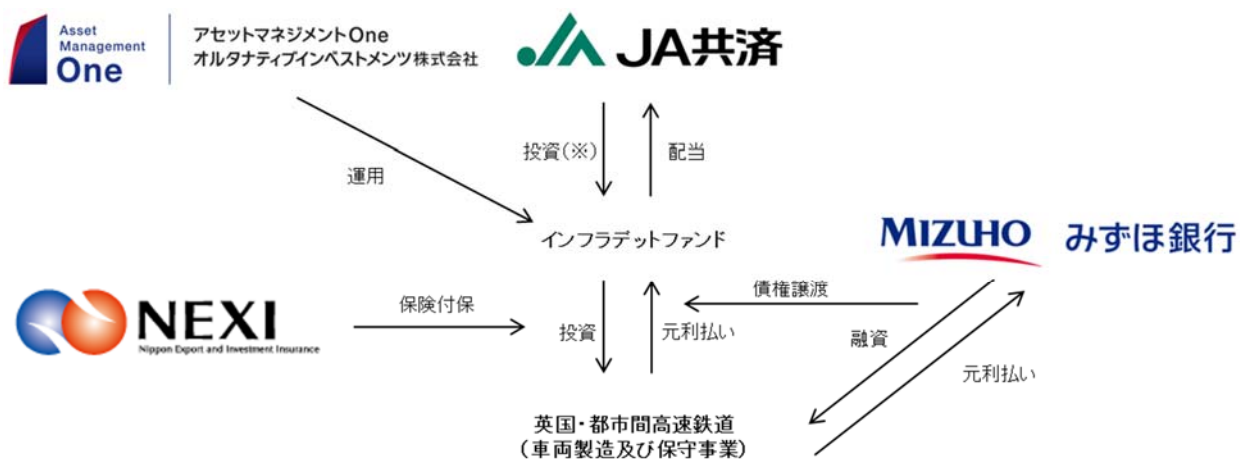 Asset
Management
One
アセットマネジメントOne
オルタナティブインベストメンツ株式会社
JA共済
投資(※)
配当
運用
インフラデットファンド
MIZUHO みずほ銀行
NEXI
Nippon Export and Investment Insurance
保険付保
債権譲渡
投資
元利払い
融資
元利払い
英国・都市間高速鉄道
(車両製造及び保守事業)